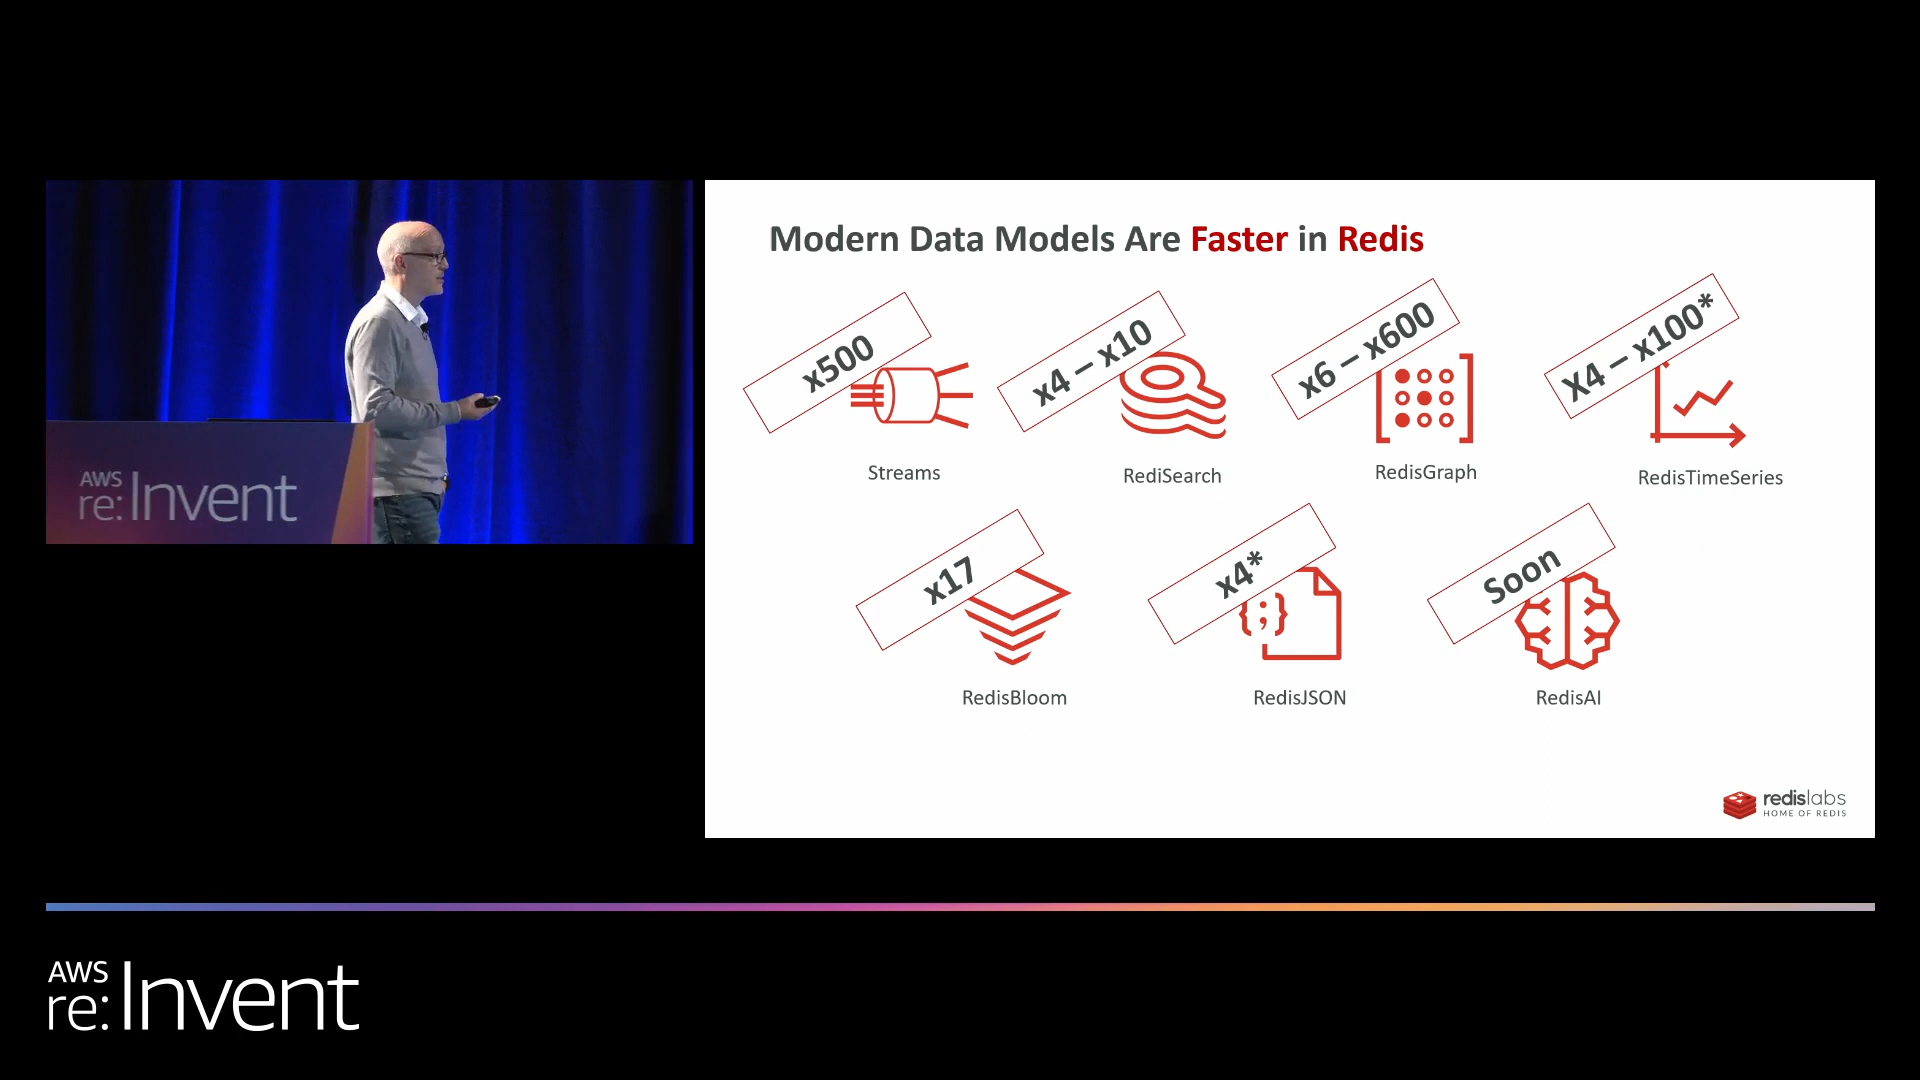 AWS
re:Invent
Modern Data Models Are Faster in Redis
x500
Streams
x4 – x10
RediSearch
x6 – x600
RedisGraph
X4 – x100*
RedisTimeSeries
x17
RedisBloom
x4*
RedisJSON
Soon
RedisAI
redislabs
HOME OF REDIS
AWS
re:Invent